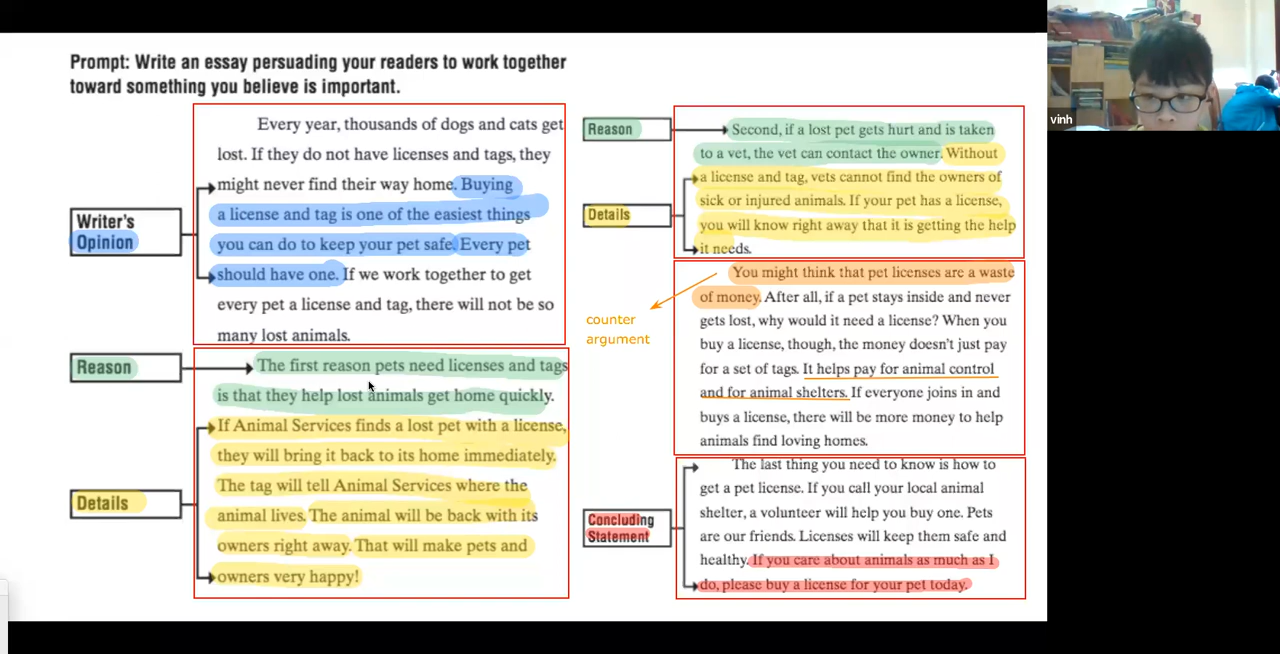 Prompt: Write an essay persuading your readers to work together
toward something you believe is important.
Writer's
Opinion
Every year, thousands of dogs and cats get
lost. If they do not have licenses and tags, they
might never find their way home. Buying
a license and tag is one of the easiest things
you can do to keep your pet safe. Every pet
should have one. If we work together to get
every pet a license and tag, there will not be so
many lost animals.
Reason
The first reason pets need licenses and tags
is that they help lost animals get home quickly.
Details
If Animal Services finds a lost pet with a license,
they will bring it back to its home immediately.
The tag will tell Animal Services where the
animal lives. The animal will be back with its
owners right away. That will make pets and
owners very happy!
Reason
Second, if a lost pet gets hurt and is taken
to a vet, the vet can contact the owner. Without
a license and tag, vets cannot find the owners of
Details
sick or injured animals. If your pet has a license,
you will know right away that it is getting the help
it needs.
counter
argument
You might think that pet licenses are a waste
of money. After all, if a pet stays inside and never
gets lost, why would it need a license? When you
buy a license, though, the money doesn't just pay
for a set of tags. It helps pay for animal control
and for animal shelters. If everyone joins in and
buys a license, there will be more money to help
animals find loving homes.
Concluding
Statement
The last thing you need to know is how to
get a pet license. If you call your local animal
shelter, a volunteer will help you buy one. Pets
are our friends. Licenses will keep them safe and
healthy. If you care about animals as much as I
do, please buy a license for your pet today.
vinh